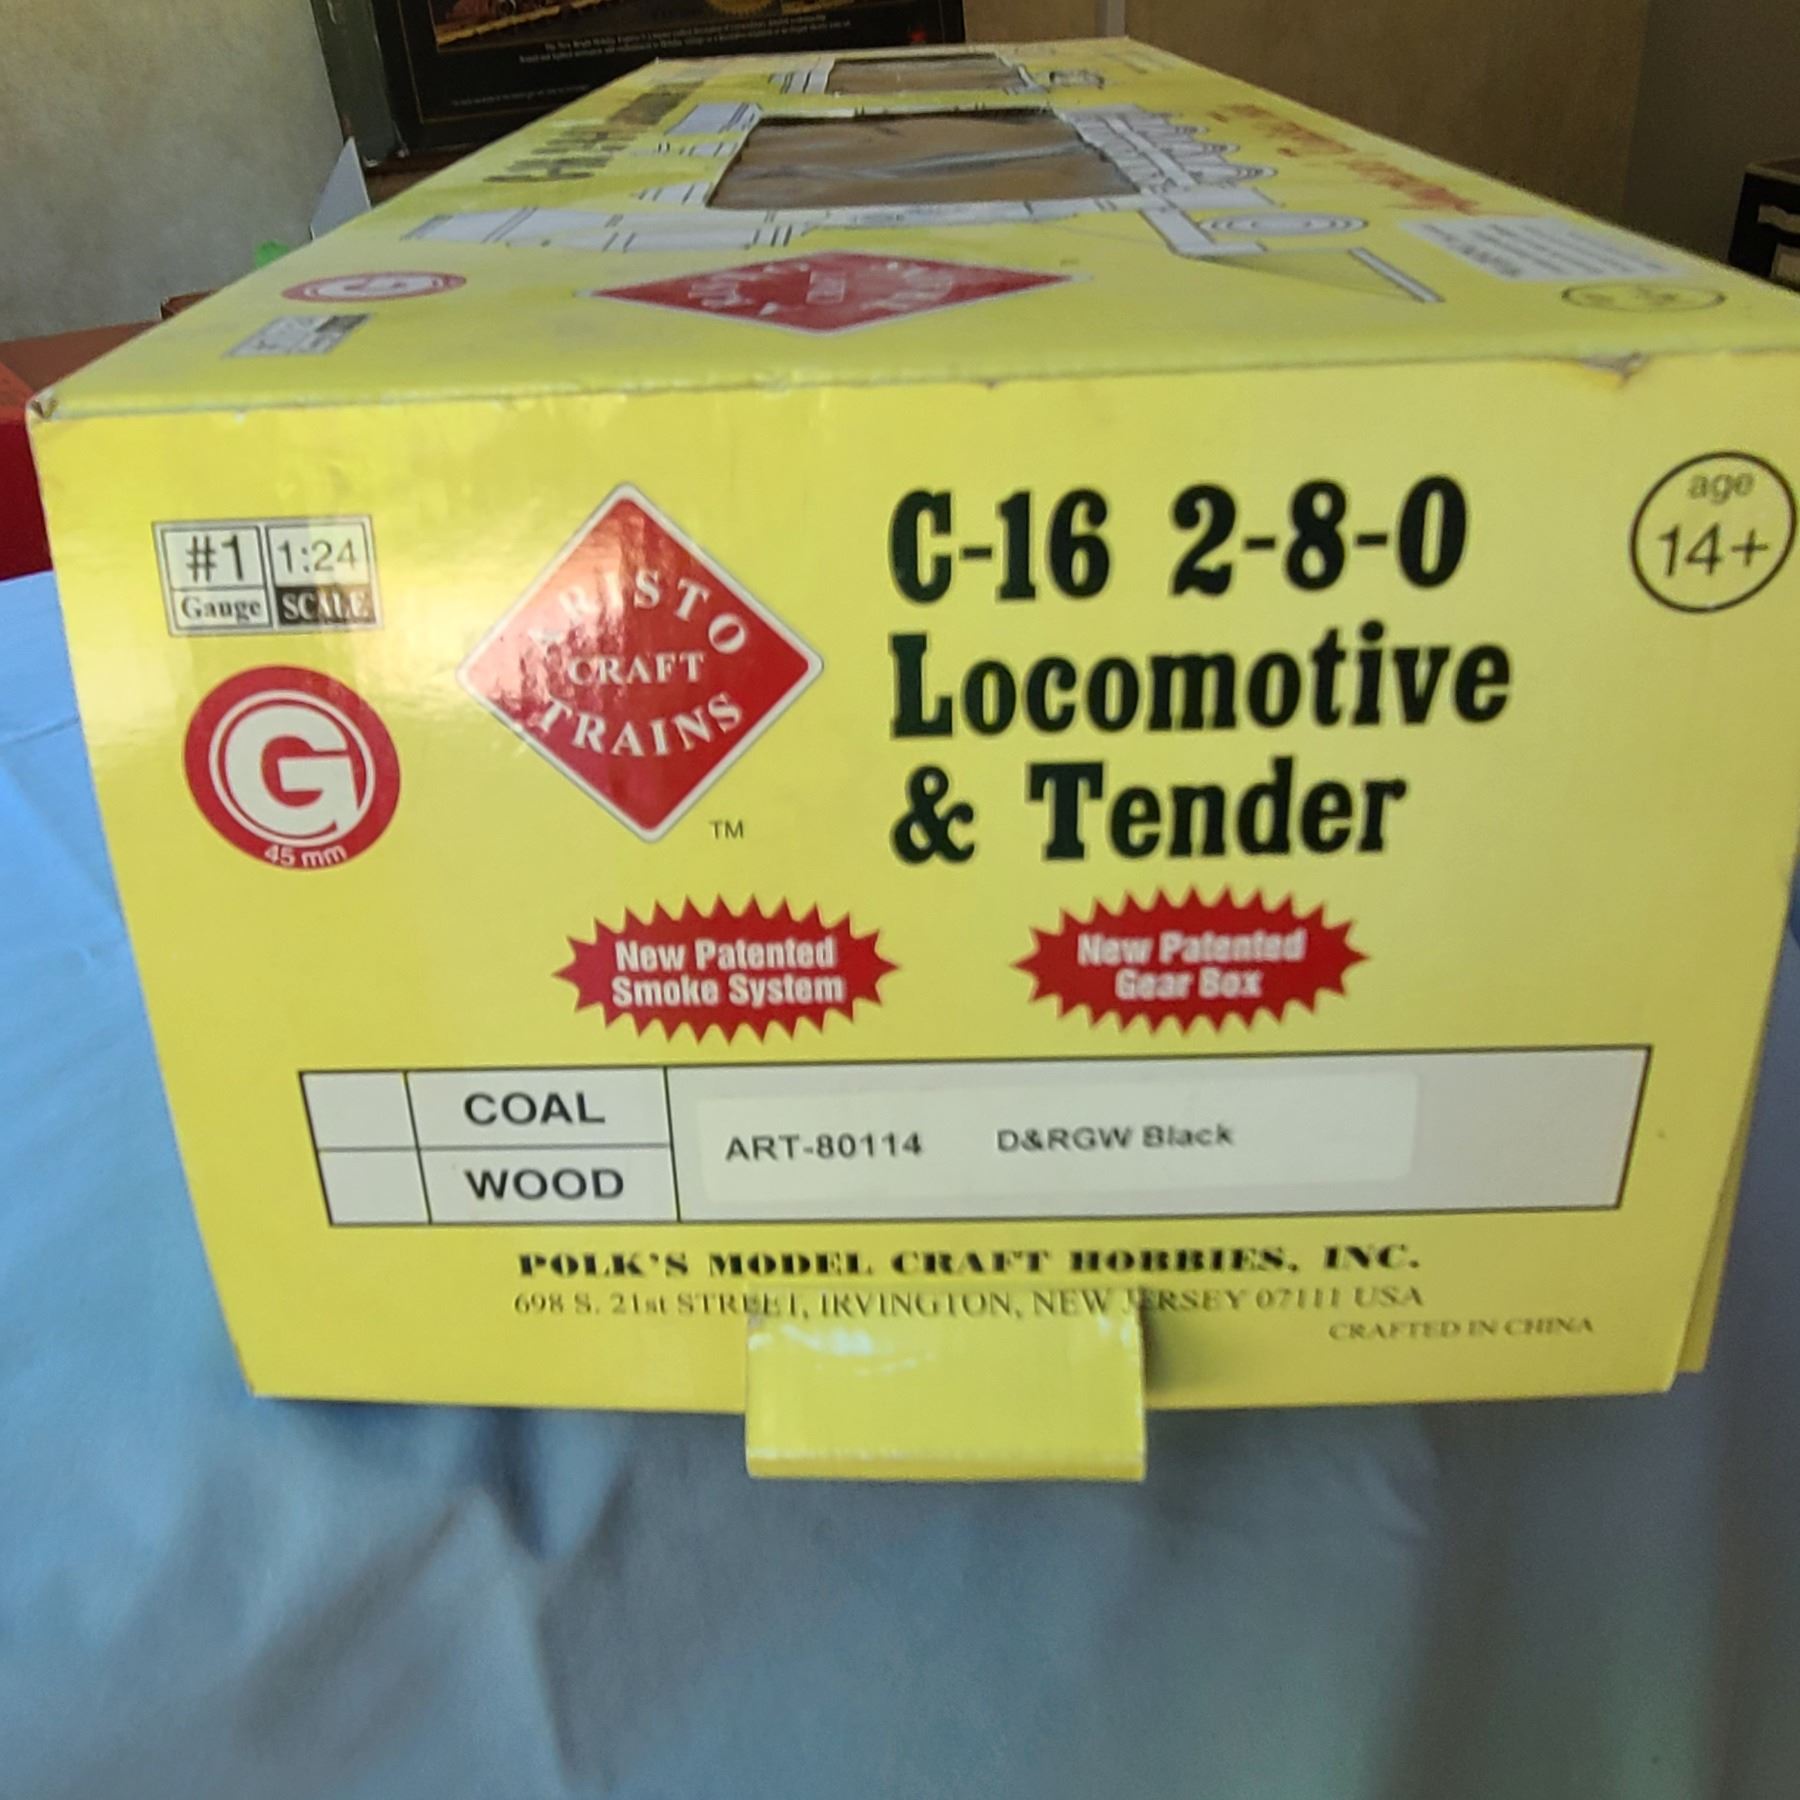 #1
Gauge
1:24
SCALE
G
45 mm
ARISTO
CRAFT
TRAINS
TM
C-16 2-8-0
Locomotive
& Tender
age
14+
New Patented
Smoke System
New Patented
Gear Box
COAL
WOOD
ART-80114 D&RGW Black
POLK'S MODEL CRAFT HOBBIES, INC.
698 S. 21st STREET, IRVINGTON, NEW JERSEY 07111 USA
CRAFTED IN CHINA